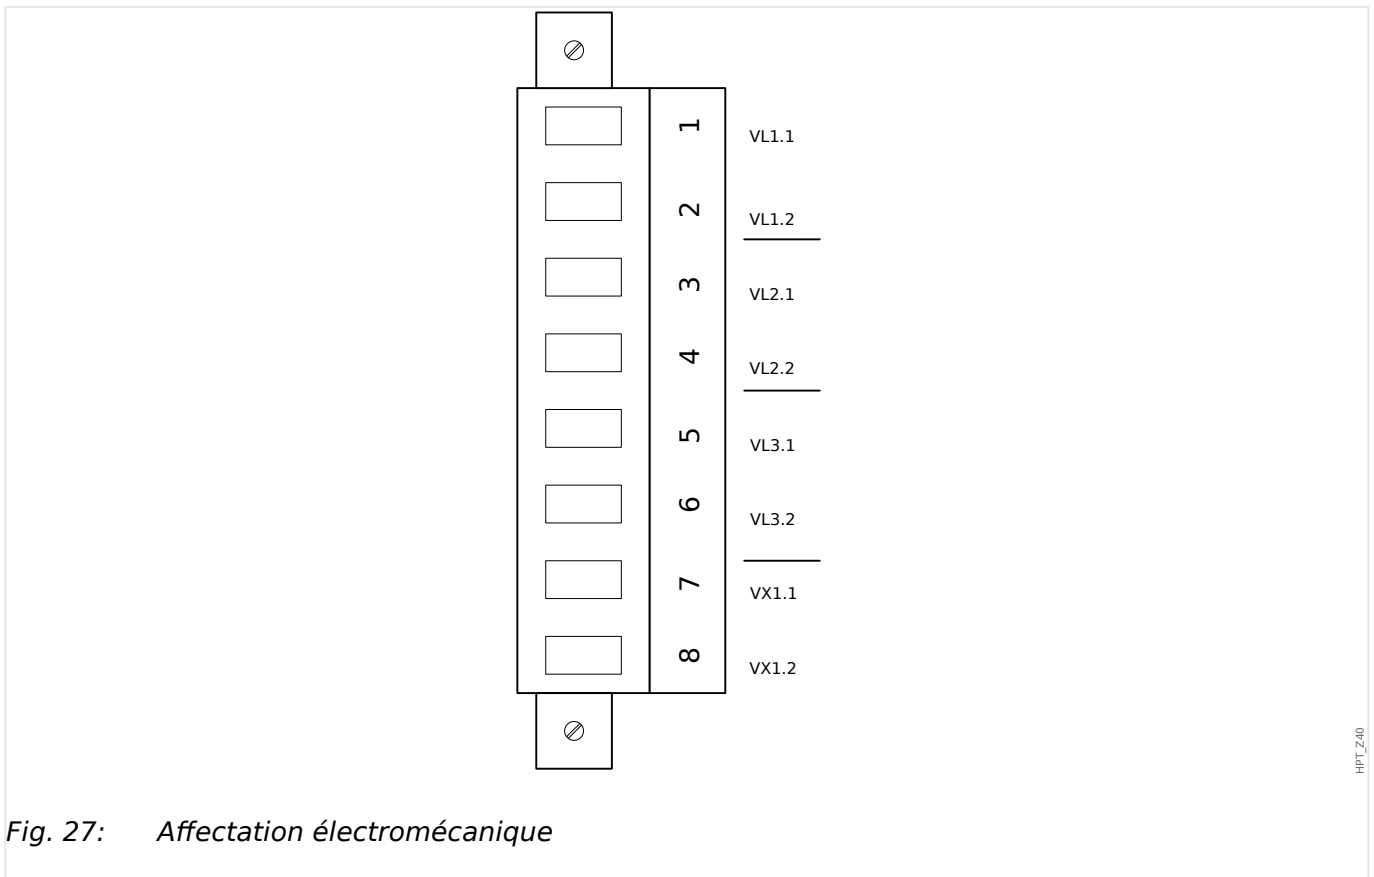 1 VL1.1
2 VL1.2
3 VL2.1
4 VL2.2
5 VL3.1
6 VL3.2
7 VX1.1
8 VX1.2
HPT_Z40
Fig. 27: Affectation électromécanique